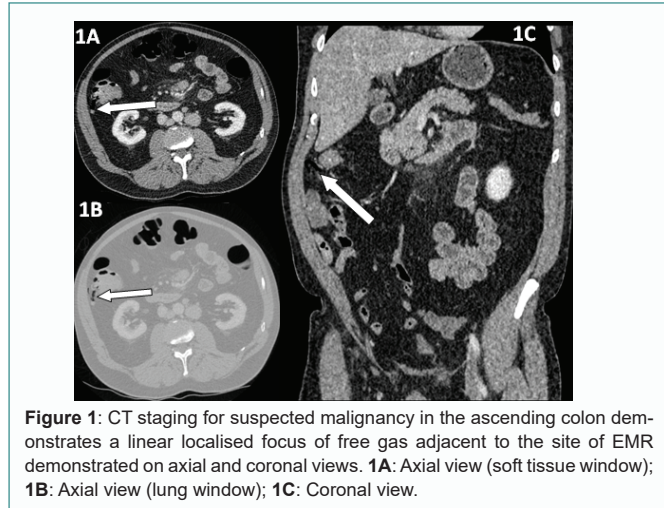 1A
1C
1B
Figure 1: CT staging for suspected malignancy in the ascending colon dem-
onstrates a linear localised focus of free gas adjacent to the site of EMR
demonstrated on axial and coronal views. 1A: Axial view (soft tissue window);
1B: Axial view (lung window); 1C: Coronal view.